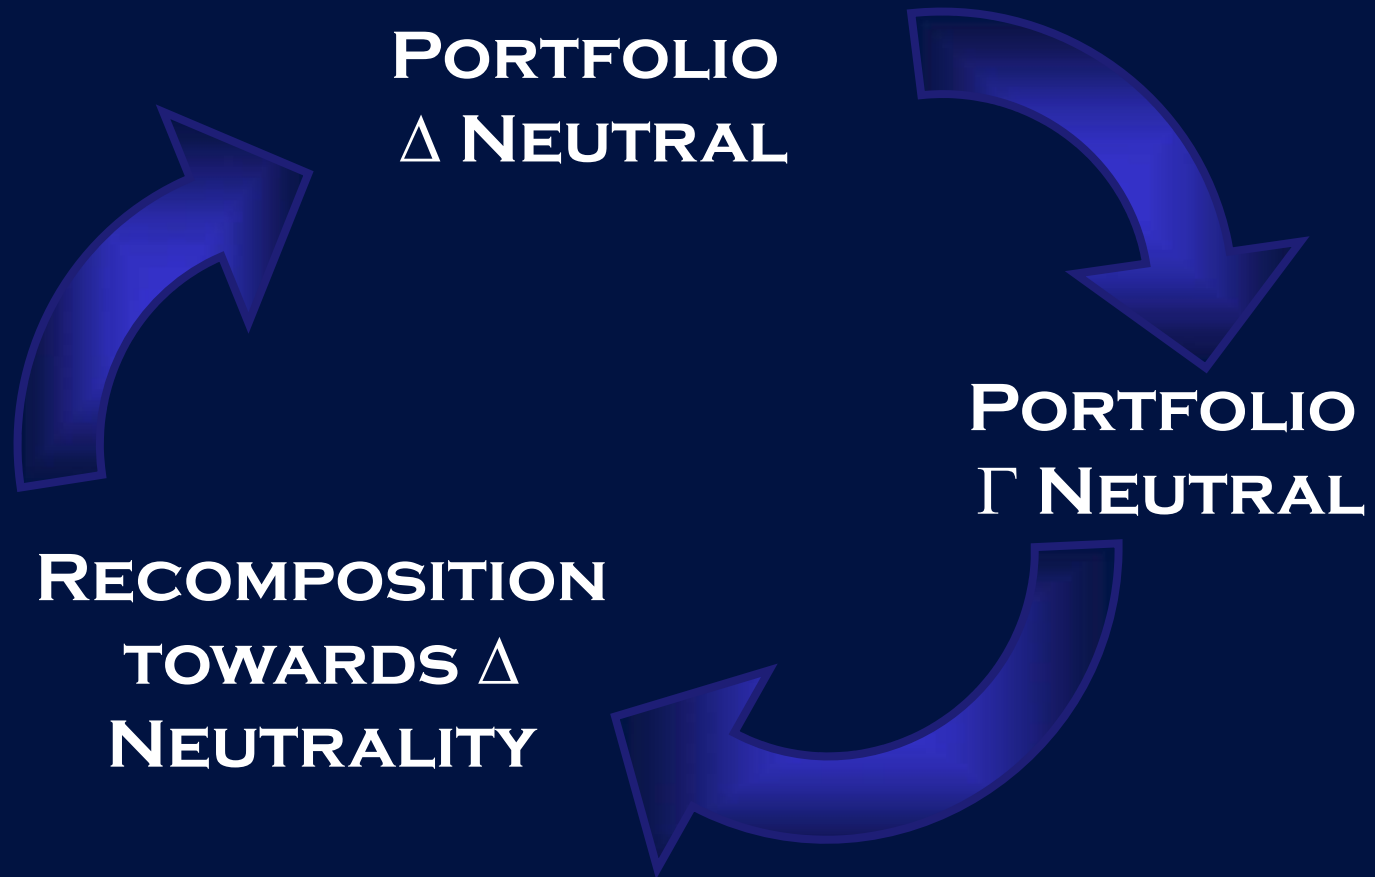 Portfolio
Δ Neutral
Portfolio
Γ Neutral
Recomposition
towards Δ
Neutrality